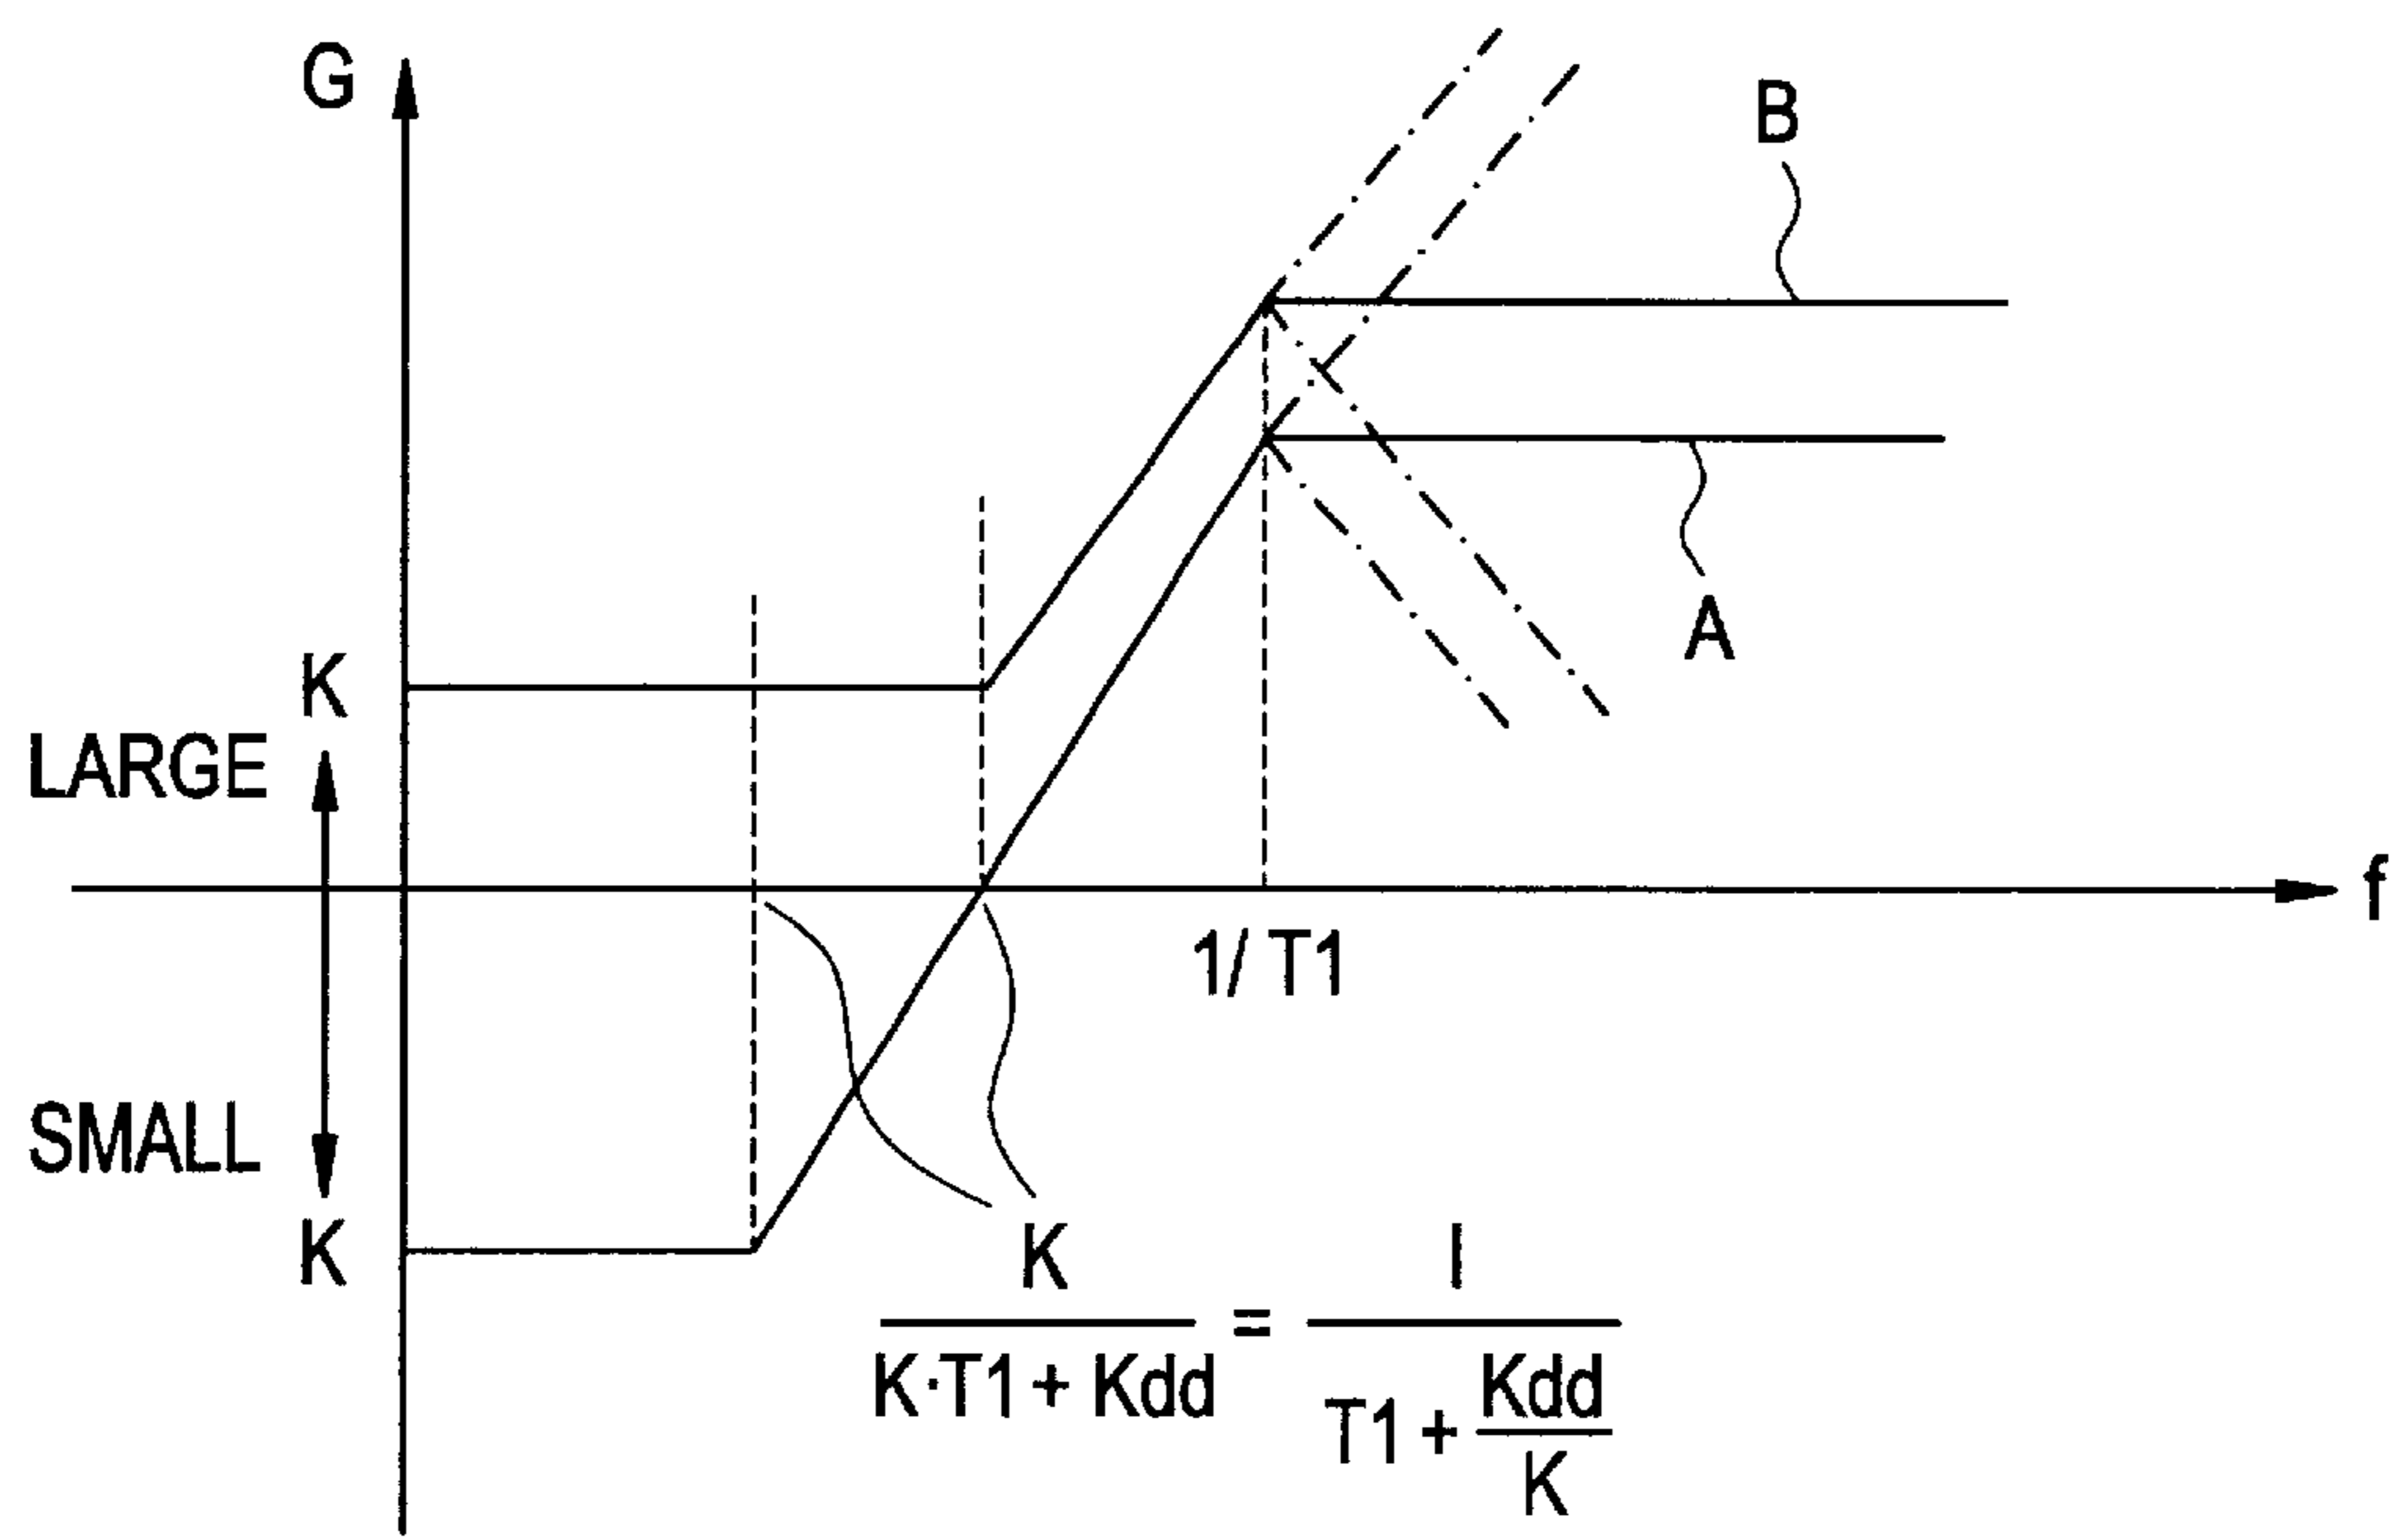 G
B
A
K
LARGE
f
1/ T1
SMALL
K
K
K·T1 + Kdd
=
I
T1 + Kdd
K